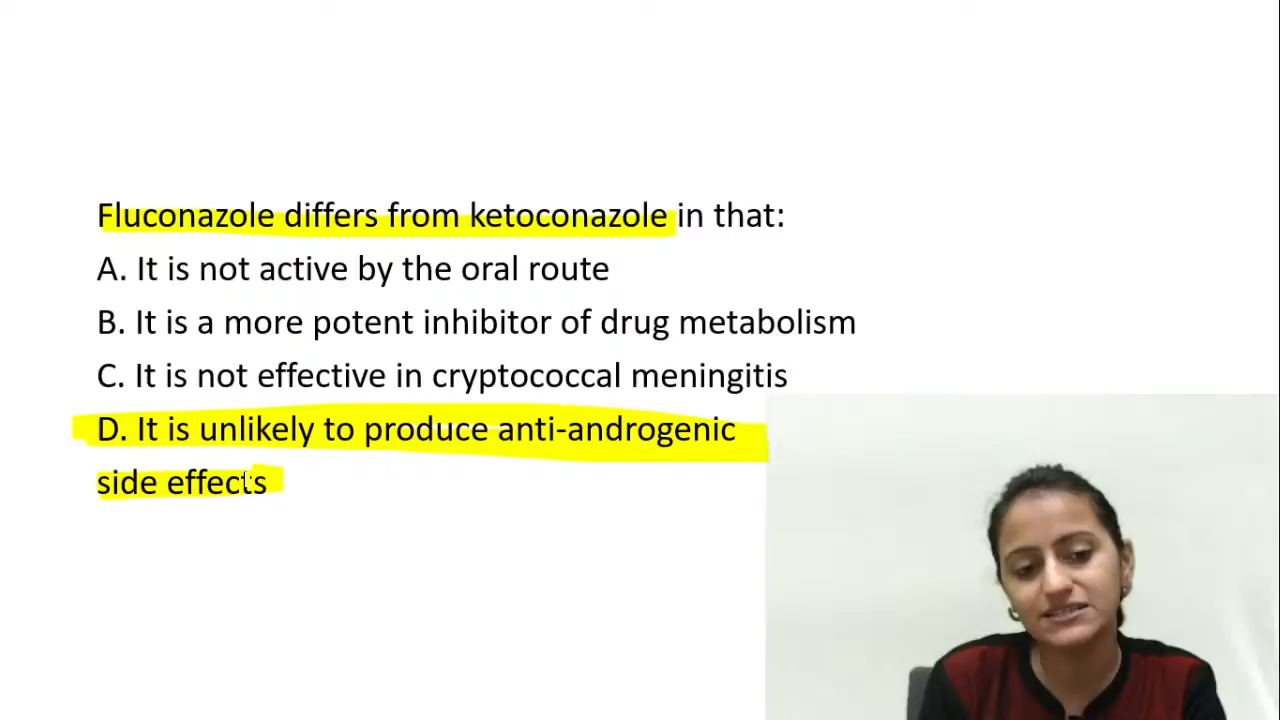 Fluconazole differs from ketoconazole in that:
A. It is not active by the oral route
B. It is a more potent inhibitor of drug metabolism
C. It is not effective in cryptococcal meningitis
D. It is unlikely to produce anti-androgenic
side effects